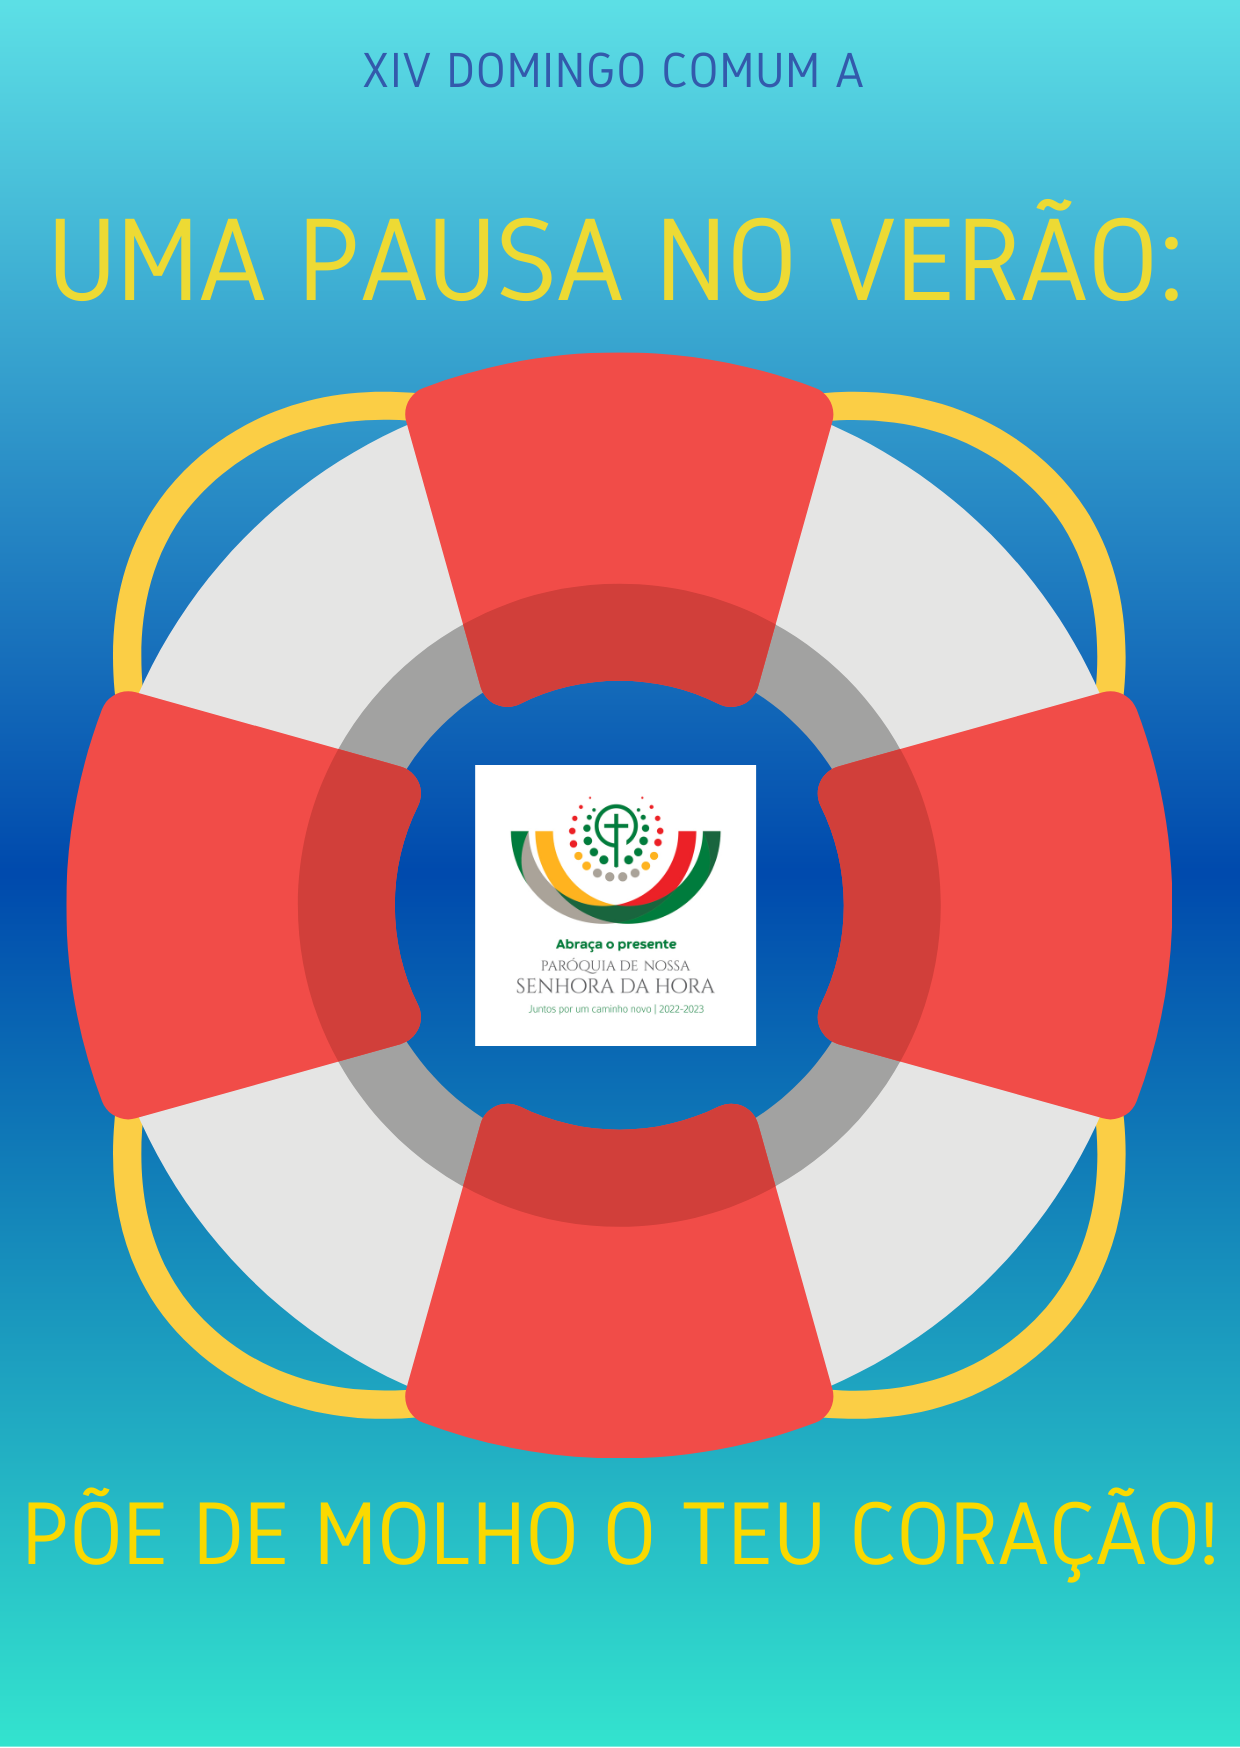 XIV DOMINGO COMUM A
UMA PAUSA NO VERÃO:
Abraça o presente
PARÓQUIA DE NOSSA
SENHORA DA HORA
Juntos por um caminho novo | 2022-2023
PÕE DE MOLHO O TEU CORAÇÃO!